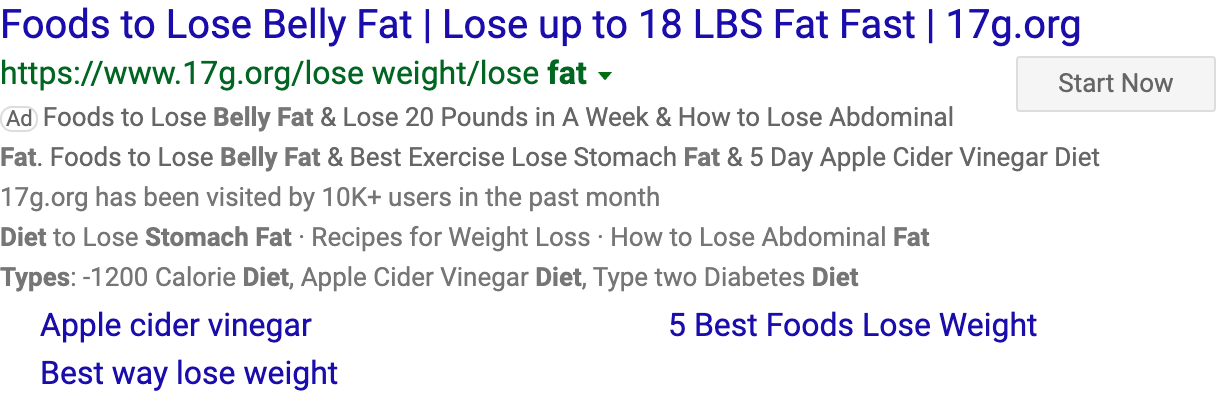 Foods to Lose Belly Fat | Lose up to 18 LBS Fat Fast | 17g.org
https://www.17g.org/lose weight/lose fat
Start Now
Ad Foods to Lose Belly Fat & Lose 20 Pounds in A Week & How to Lose Abdominal
Fat. Foods to Lose Belly Fat & Best Exercise Lose Stomach Fat & 5 Day Apple Cider Vinegar Diet
17g.org has been visited by 10K+ users in the past month
Diet to Lose Stomach Fat · Recipes for Weight Loss · How to Lose Abdominal Fat
Types: -1200 Calorie Diet, Apple Cider Vinegar Diet, Type two Diabetes Diet
Apple cider vinegar
5 Best Foods Lose Weight
Best way lose weight